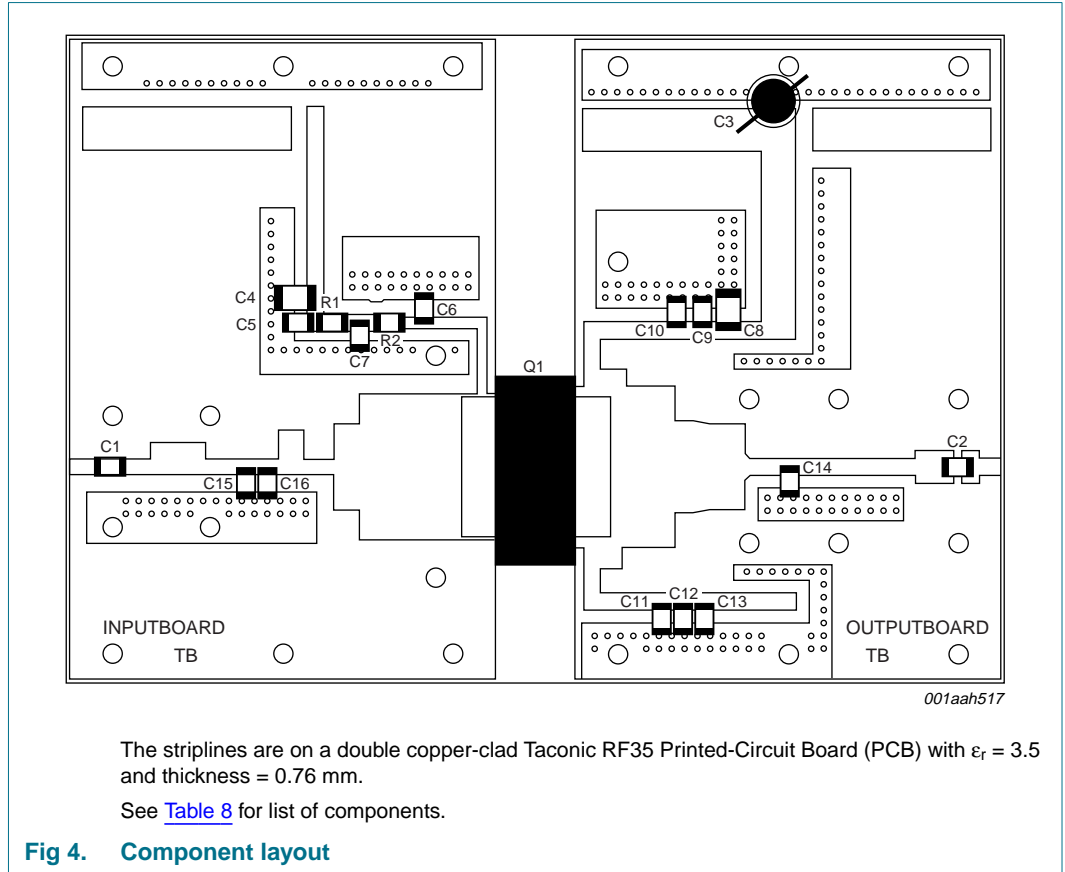 C3
C4
R1
C6
C5
R2
C7
C10
C9
C8
Q1
C1
C2
C15
C16
C14
C11
C12
C13
INPUTBOARD
TB
OUTPUTBOARD
TB
001aah517
The striplines are on a double copper-clad Taconic RF35 Printed-Circuit Board (PCB) with εr = 3.5
and thickness = 0.76 mm.
See Table 8 for list of components.
Fig 4. Component layout